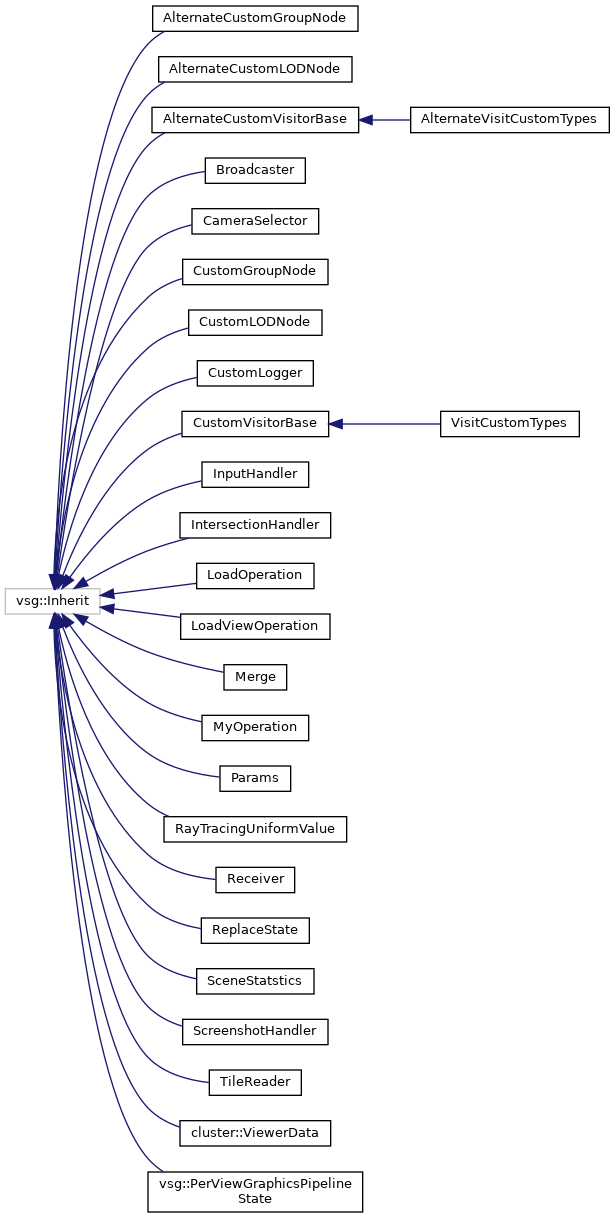 AlternateCustomGroupNode
AlternateCustomLODNode
AlternateCustomVisitorBase
AlternateVisitCustomTypes
Broadcaster
CameraSelector
CustomGroupNode
CustomLODNode
CustomLogger
CustomVisitorBase
VisitCustomTypes
InputHandler
IntersectionHandler
LoadOperation
vsg::Inherit
LoadViewOperation
Merge
MyOperation
Params
RayTracingUniformValue
Receiver
ReplaceState
SceneStatstics
ScreenshotHandler
TileReader
cluster::ViewerData
vsg::PerViewGraphicsPipeline
State